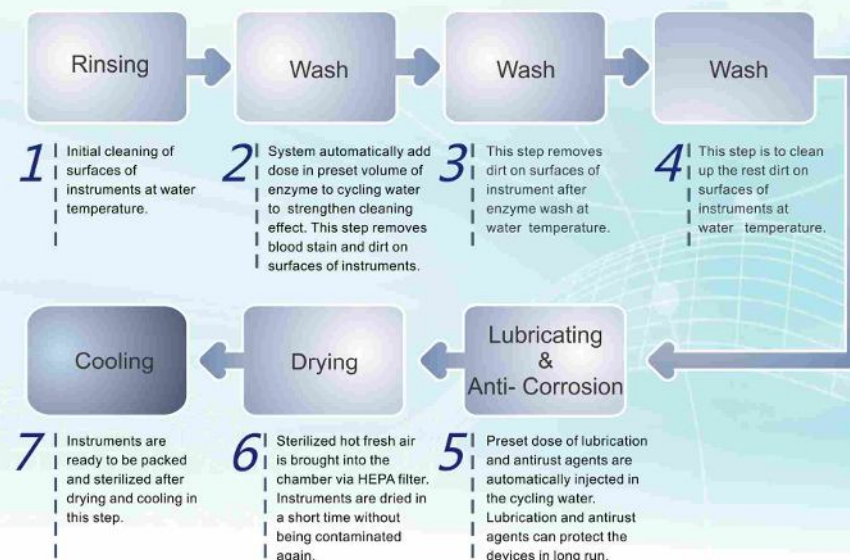 Rinsing
Wash
Wash
Wash
1
Initial cleaning of
surfaces of
instruments at water
temperature.
2
System automatically add
dose in preset volume of
enzyme to cycling water
to strengthen cleaning
effect. This step removes
blood stain and dirt on
surfaces of instruments.
3
This step removes
dirt on surfaces of
instrument after
enzyme wash at
water temperature.
4
This step is to clean
up the rest dirt on
surfaces of
instruments at
water temperature.
Cooling
Drying
Lubricating
&
Anti- Corrosion
7
Instruments are
ready to be packed
and sterilized after
drying and cooling in
this step.
6
Sterilized hot fresh air
is brought into the
chamber via HEPA filter.
Instruments are dried in
a short time without
being contaminated
again.
5
Preset dose of lubrication
and antirust agents are
automatically injected in
the cycling water.
Lubrication and antirust
agents can protect the
devices in long run.